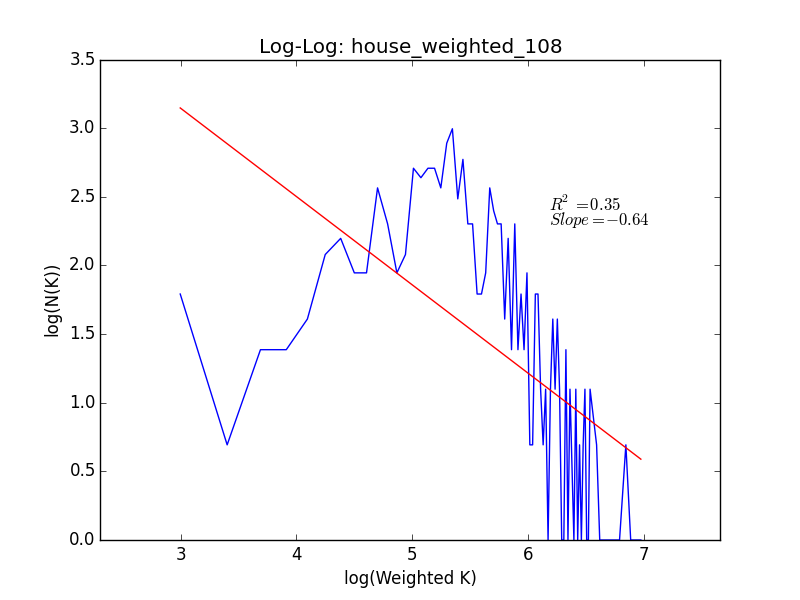 Log-Log: house_weighted_108
3.5
3.0
2.5
2.0
1.5
1.0
0.5
0.0
log(N(K))
R² =0.35
Slope=−0.64
3 4 5 6 7
log(Weighted K)